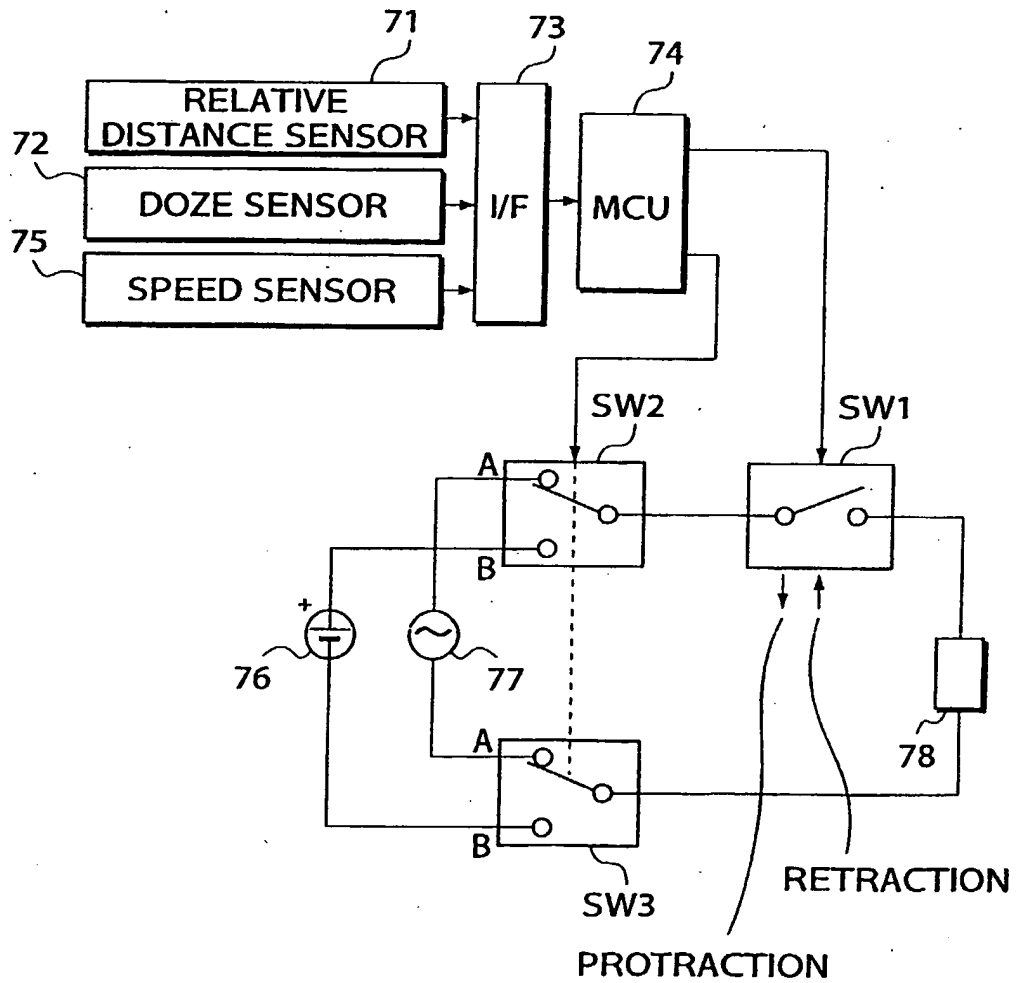 71
73
74
RELATIVE
DISTANCE SENSOR
72
DOZE SENSOR
I/F
MCU
75
SPEED SENSOR
SW2
SW1
A
B
+
76
77
A
78
B
SW3
RETRACTION
PROTRACTION